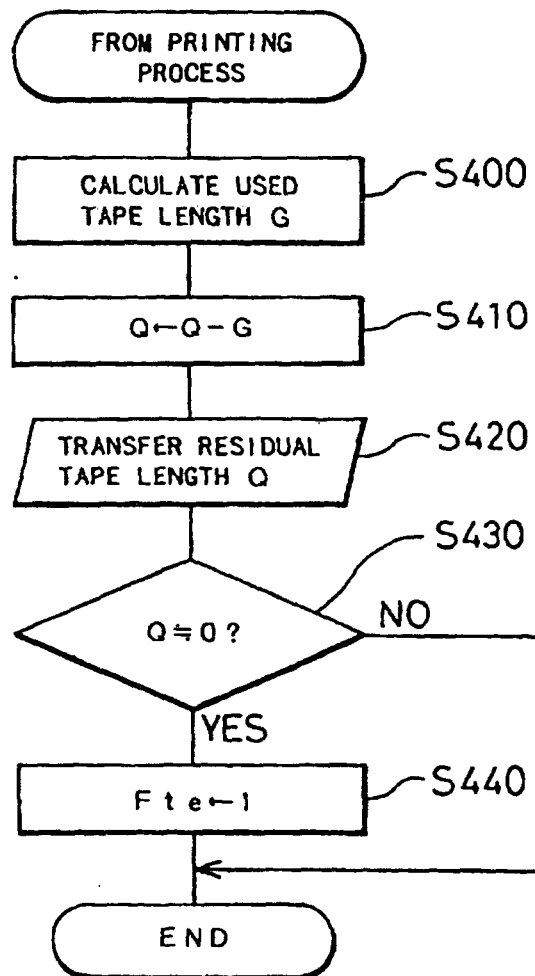 FROM PRINTING
PROCESS
CALCULATE USED
TAPE LENGTH G
S400
Q←Q-G
S410
TRANSFER RESIDUAL
TAPE LENGTH Q
S420
S430
Q≒0?
NO
YES
Fte←1
S440
END